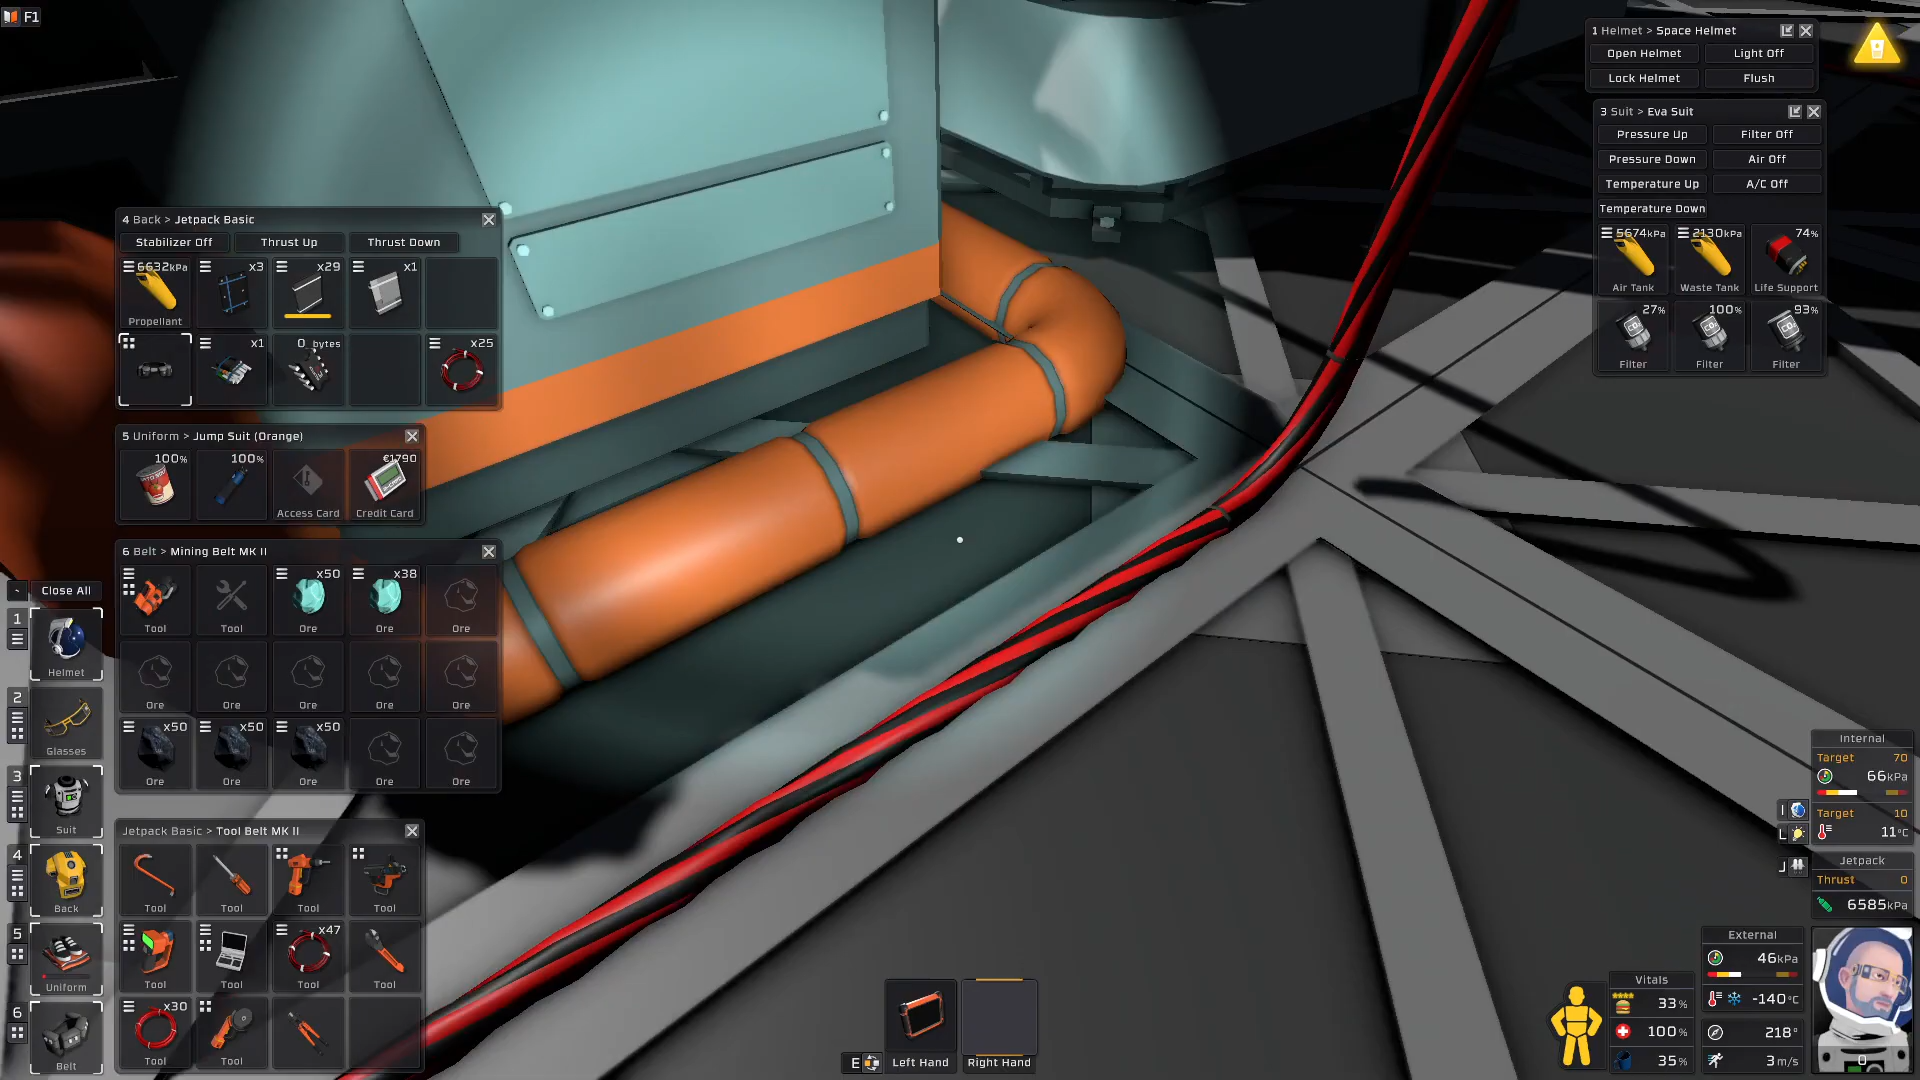 F1
1 Helmet > Space Helmet
Open Helmet Light Off
Lock Helmet Flush
3 Suit > Eva Suit
Pressure Up Filter Off
Pressure Down Air Off
Temperature Up A/C Off
Temperature Down
5674kPa 2130kPa 74%
Air Tank Waste Tank Life Support
27% 100% 93%
Filter Filter Filter
4 Back > Jetpack Basic
Stabilizer Off Thrust Up Thrust Down
6632kPa x3 x29 x1
Propellant
x1 0 bytes x25
5 Uniform > Jump Suit (Orange)
100% 100% €1790
Access Card Credit Card
6 Belt > Mining Belt MK II
x50 x38
Tool Tool Ore Ore Ore
Ore Ore Ore Ore Ore
x50 x50 x50
Ore Ore Ore Ore Ore
Jetpack Basic > Tool Belt MK II
Tool Tool Tool Tool
x47
Tool Tool Tool Tool
x30
Tool Tool
~ Close All
1
Helmet
2
Glasses
3
Suit
4
Back
5
Uniform
6
Belt
E Left Hand Right Hand
Internal
Target 70
66kPa
Target 10
11°C
I
L
J
Jetpack
Thrust 0
6585kPa
Vitals
33%
100%
35%
External
46kPa
-140°C
218°
3m/s
0